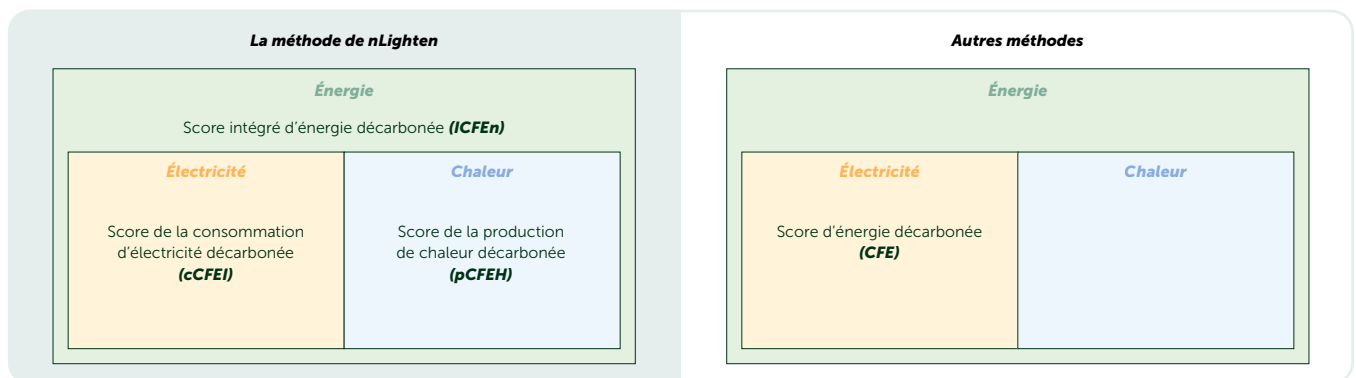 La méthode de nLighten
Énergie
Score intégré d'énergie décarbonée (ICFEn)
Électricité
Score de la consommation
d'électricité décarbonée
(cCFEI)
Chaleur
Score de la production
de chaleur décarbonée
(pCFEH)
Autres méthodes
Énergie
Électricité
Score d'énergie décarbonée
(CFE)
Chaleur